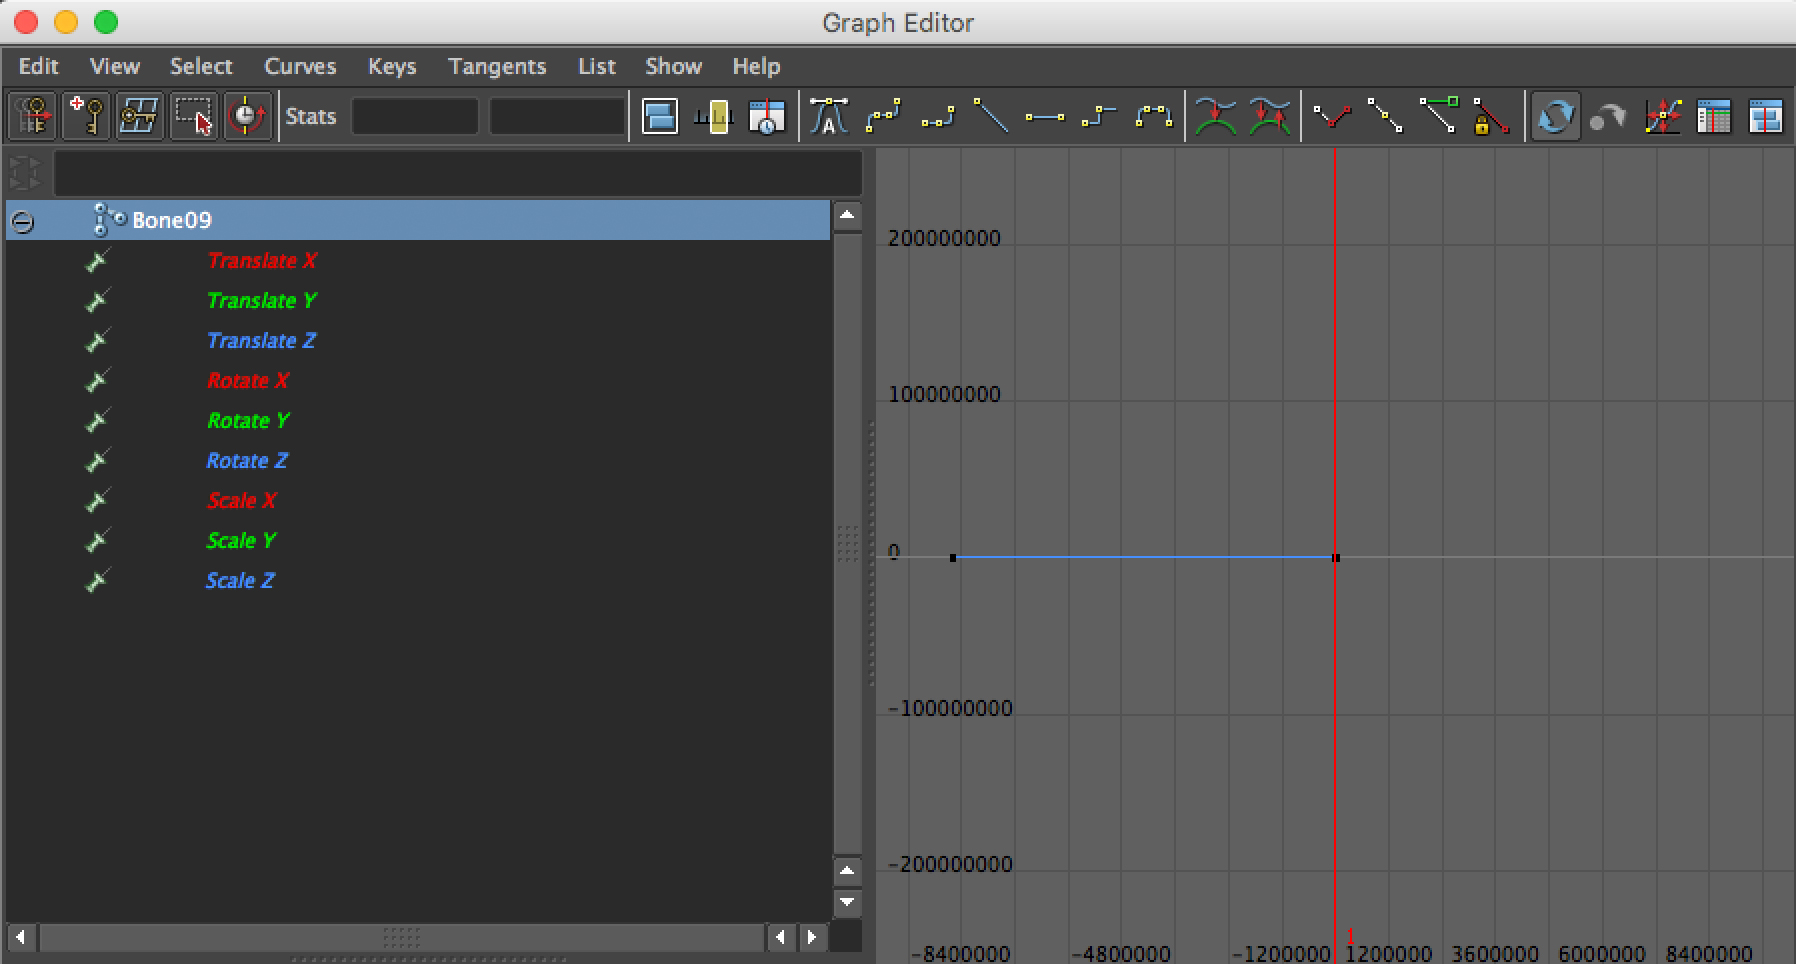 Graph Editor
Edit View Select Curves Keys Tangents List Show Help
Stats
Bone09
Translate X
Translate Y
Translate Z
Rotate X
Rotate Y
Rotate Z
Scale X
Scale Y
Scale Z
200000000
100000000
0
-100000000
-200000000
1
-8400000 -4800000 -1200000 1200000 3600000 6000000 8400000